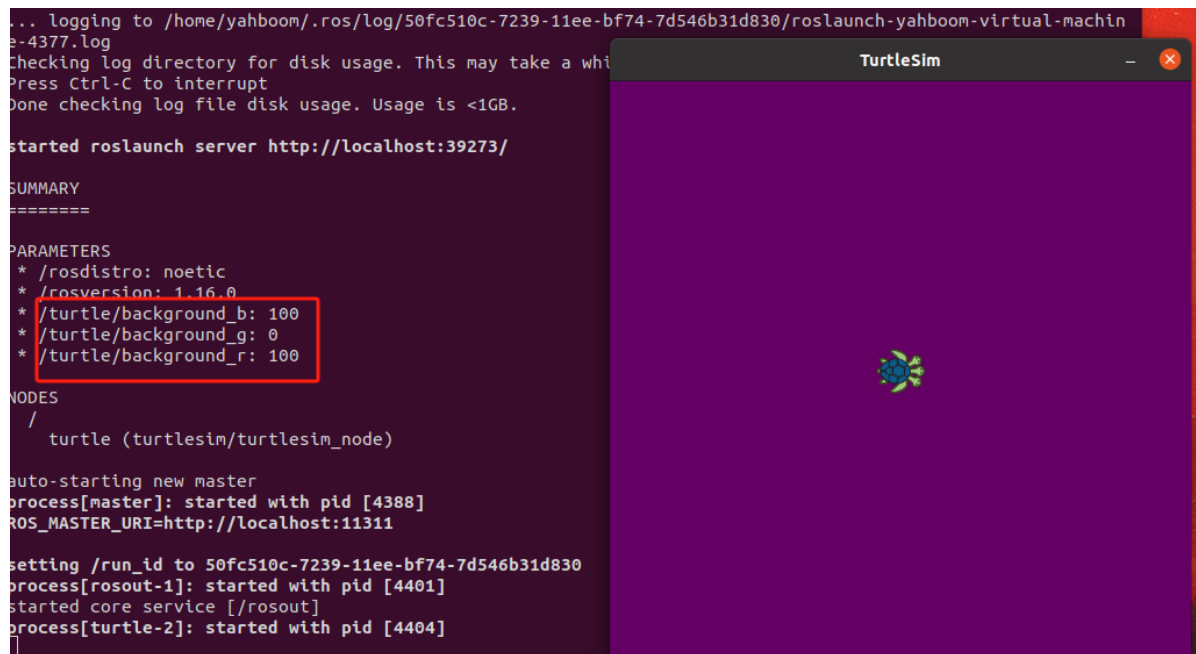 ... logging to /home/yahboom/.ros/log/50fc510c-7239-11ee-bf74-7d546b31d830/roslaunch-yahboom-virtual-machin
e-4377.log
Checking log directory for disk usage. This may take a whi
Press Ctrl-C to interrupt
Done checking log file disk usage. Usage is <1GB.
started roslaunch server http://localhost:39273/
SUMMARY
========
PARAMETERS
* /rosdistro: noetic
* /rosversion: 1.16.0
* /turtle/background_b: 100
* /turtle/background_g: 0
* /turtle/background_r: 100
NODES
/
turtle (turtlesim/turtlesim_node)
auto-starting new master
process[master]: started with pid [4388]
ROS_MASTER_URI=http://localhost:11311
setting /run_id to 50fc510c-7239-11ee-bf74-7d546b31d830
process[rosout-1]: started with pid [4401]
started core service [/rosout]
process[turtle-2]: started with pid [4404]
TurtleSim